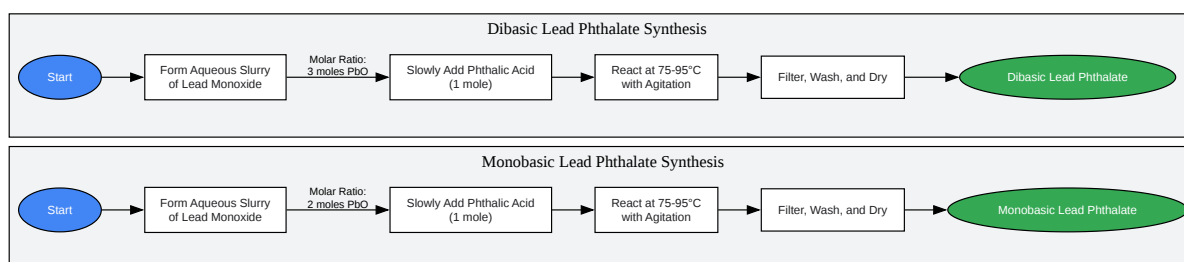 Dibasic Lead Phthalate Synthesis
Start
Form Aqueous Slurry
of Lead Monoxide
Molar Ratio:
3 moles PbO
Slowly Add Phthalic Acid
(1 mole)
React at 75-95°C
with Agitation
Filter, Wash, and Dry
Dibasic Lead Phthalate
Monobasic Lead Phthalate Synthesis
Start
Form Aqueous Slurry
of Lead Monoxide
Molar Ratio:
2 moles PbO
Slowly Add Phthalic Acid
(1 mole)
React at 75-95°C
with Agitation
Filter, Wash, and Dry
Monobasic Lead Phthalate